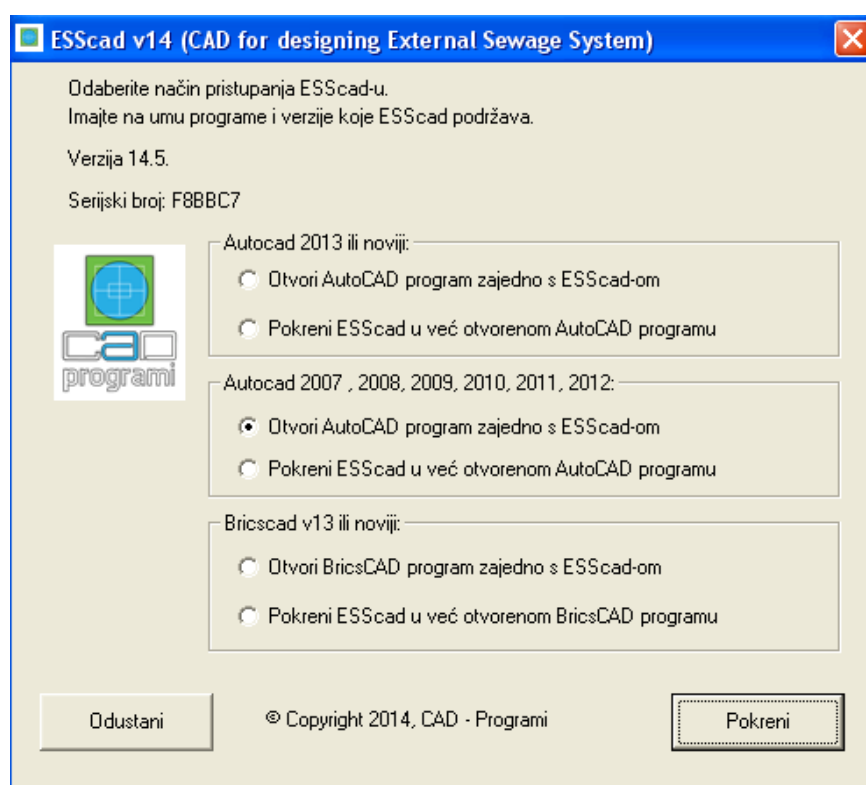 ESScad v14 (CAD for designing External Sewage System)
Odaberite način pristupanja ESScad-u.
Imajte na umu programe i verzije koje ESScad podržava.
Verzija 14.5.
Serijski broj: F8BBC7
CAD
programi
Autocad 2013 ili noviji:
Otvori AutoCAD program zajedno s ESScad-om
Pokreni ESScad u već otvorenom AutoCAD programu
Autocad 2007 , 2008, 2009, 2010, 2011, 2012:
Otvori AutoCAD program zajedno s ESScad-om
Pokreni ESScad u već otvorenom AutoCAD programu
Bricscad v13 ili noviji:
Otvori BricsCAD program zajedno s ESScad-om
Pokreni ESScad u već otvorenom BricsCAD programu
Odustani
© Copyright 2014, CAD - Programi
Pokreni